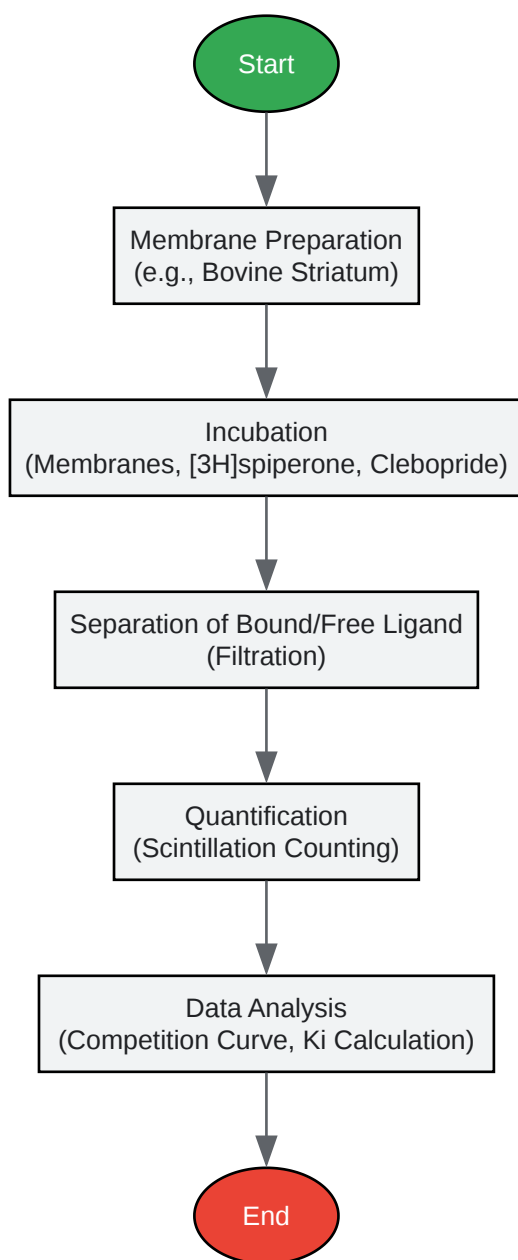 Start
Membrane Preparation
(e.g., Bovine Striatum)
Incubation
(Membranes, [3H]spiperone, Clebopride)
Separation of Bound/Free Ligand
(Filtration)
Quantification
(Scintillation Counting)
Data Analysis
(Competition Curve, Ki Calculation)
End